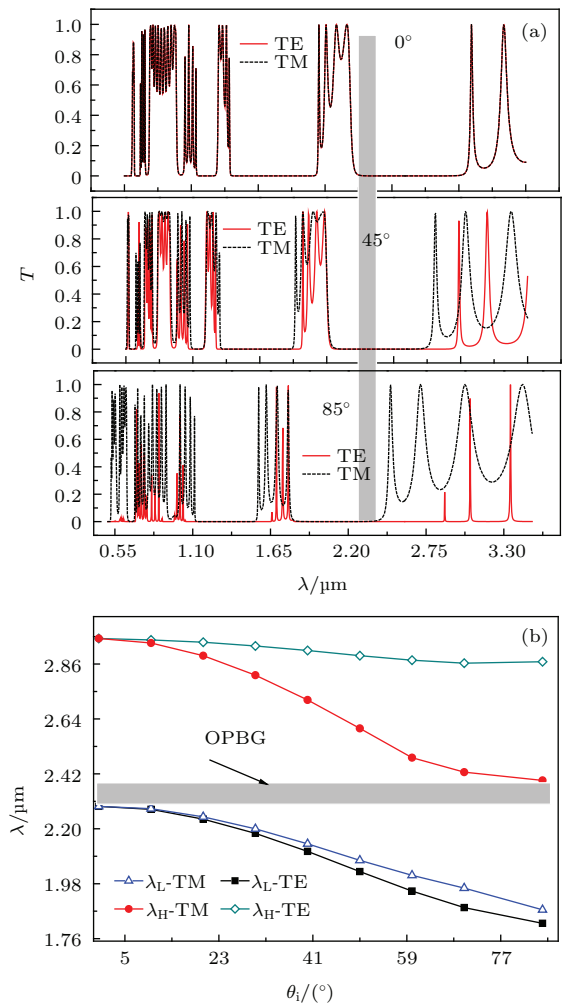 (a)
0°
TE
TM
1.0
0.8
0.6
0.4
0.2
0
T
1.0
0.8
0.6
0.4
0.2
0
TE
TM
45°
1.0
0.8
0.6
0.4
0.2
0
85°
TE
TM
0.55 1.10 1.65 2.20 2.75 3.30
λ/µm
(b)
2.86
2.64
2.42
2.20
1.98
1.76
λ/µm
OPBG
λL-TM λL-TE
λH-TM λH-TE
5 23 41 59 77
θi/(°)